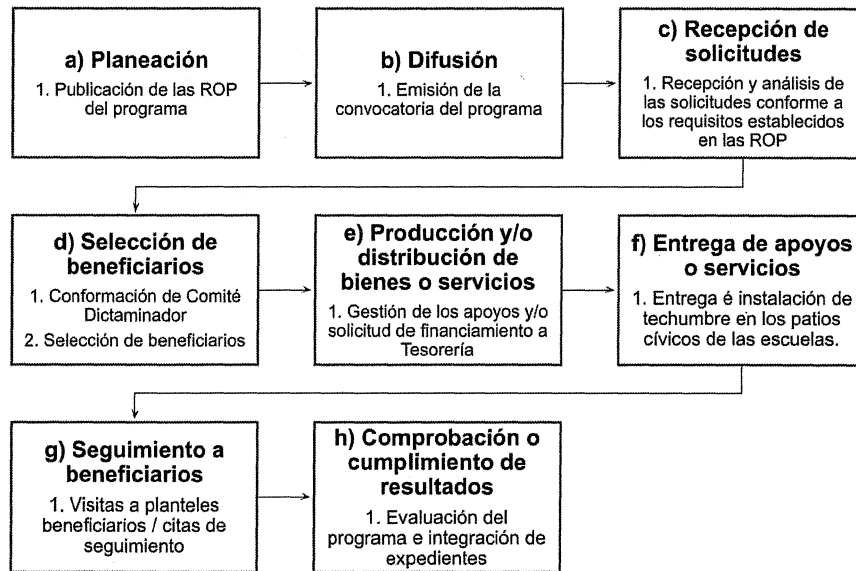 a) Planeación
1. Publicación de las ROP
del programa
b) Difusión
1. Emisión de la
convocatoria del programa
c) Recepción de
solicitudes
1. Recepción y análisis de
las solicitudes conforme a
los requisitos establecidos
en las ROP
d) Selección de
beneficiarios
1. Conformación de Comité
Dictaminador
2. Selección de beneficiarios
e) Producción y/o
distribución de
bienes o servicios
1. Gestión de los apoyos y/o
solicitud de financiamiento a
Tesorería
f) Entrega de apoyos
o servicios
1. Entrega é instalación de
techumbre en los patios
cívicos de las escuelas.
g) Seguimiento a
beneficiarios
1. Visitas a planteles
beneficiarios / citas de
seguimiento
h) Comprobación o
cumplimiento de
resultados
1. Evaluación del
programa e integración de
expedientes